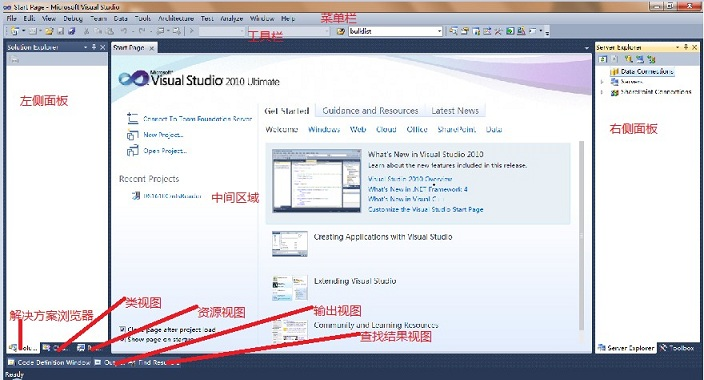 Start Page - Microsoft Visual Studio
菜单栏
File Edit View Debug Team Data Tools Architecture Test Analyze Window Help
工具栏
buildlist
Solution Explorer
Start Page
Server Explorer
Microsoft
Visual Studio 2010 Ultimate
Data Connections
Servers
SharePoint Connections
左侧面板
右侧面板
Connect To Team Foundation Server
New Project...
Open Project...
Recent Projects
中间区域
Get Started
Guidance and Resources
Latest News
Welcome Windows Web Cloud Office SharePoint Data
What's New in Visual Studio 2010
Learn about the new features included in this release.
Visual Studio 2010 Overview
What's New in .NET Framework 4
What's New in Visual C++
Customize the Visual Studio Start Page
Creating Applications with Visual Studio
Extending Visual Studio
Community and Learning Resources
解决方案浏览器
类视图
资源视图
输出视图
查找结果视图
Close page after project load
Show page on startup
Solu...
Server Explorer
Toolbox
Code Definition Window
Output
Find Results
Ready